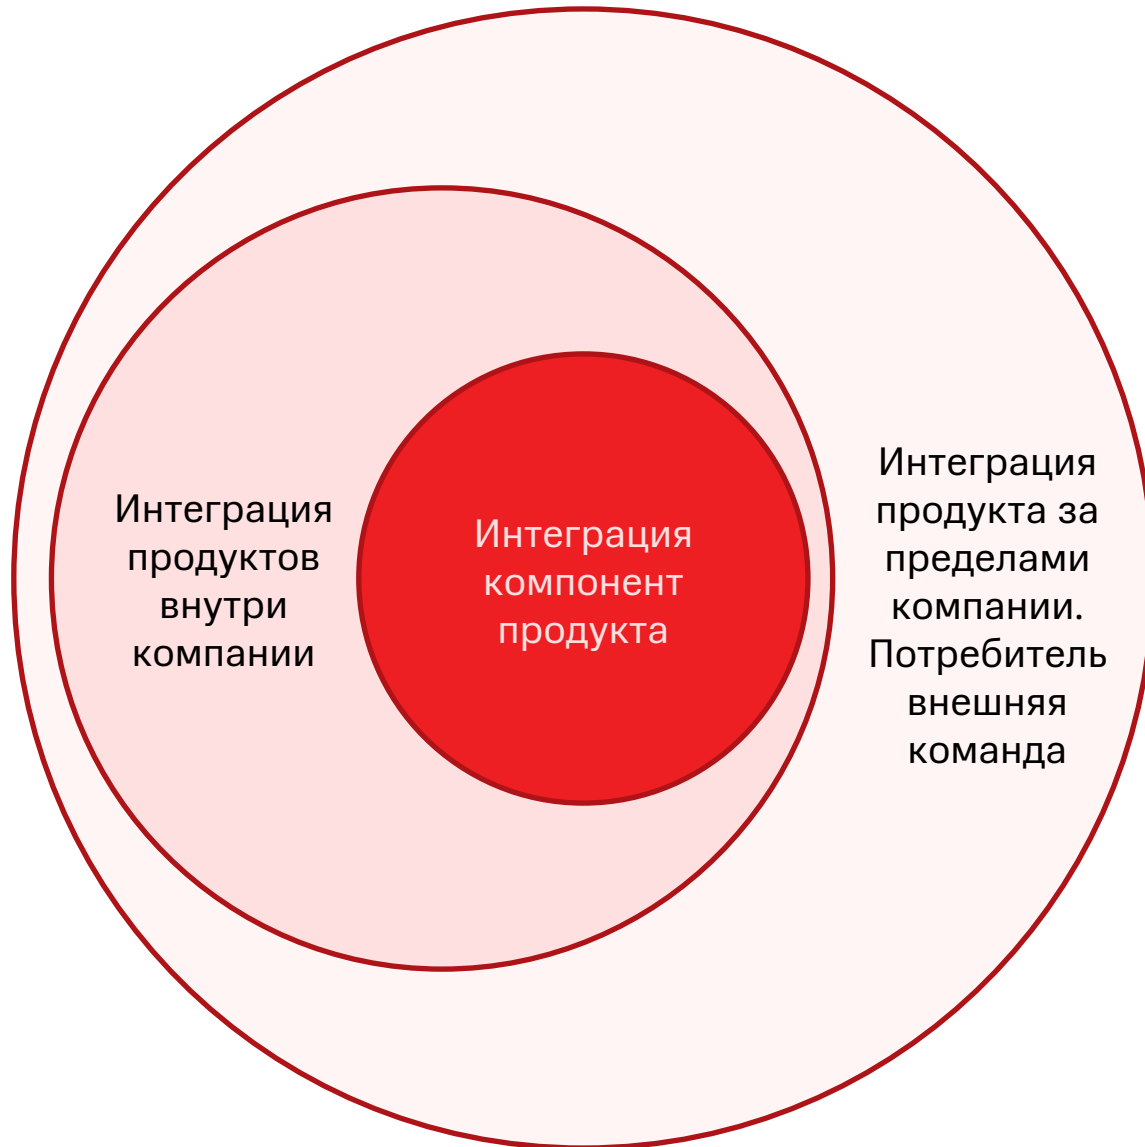 Интеграция
продуктов
внутри
компании
Интеграция
компонент
продукта
Интеграция
продукта за
пределами
компании.
Потребитель
внешняя
команда